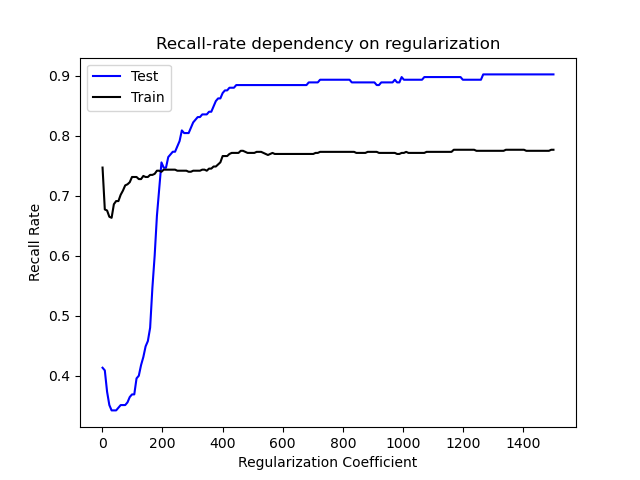 Recall-rate dependency on regularization
Test
Train
0.9
0.8
0.7
0.6
0.5
0.4
Recall Rate
0 200 400 600 800 1000 1200 1400
Regularization Coefficient